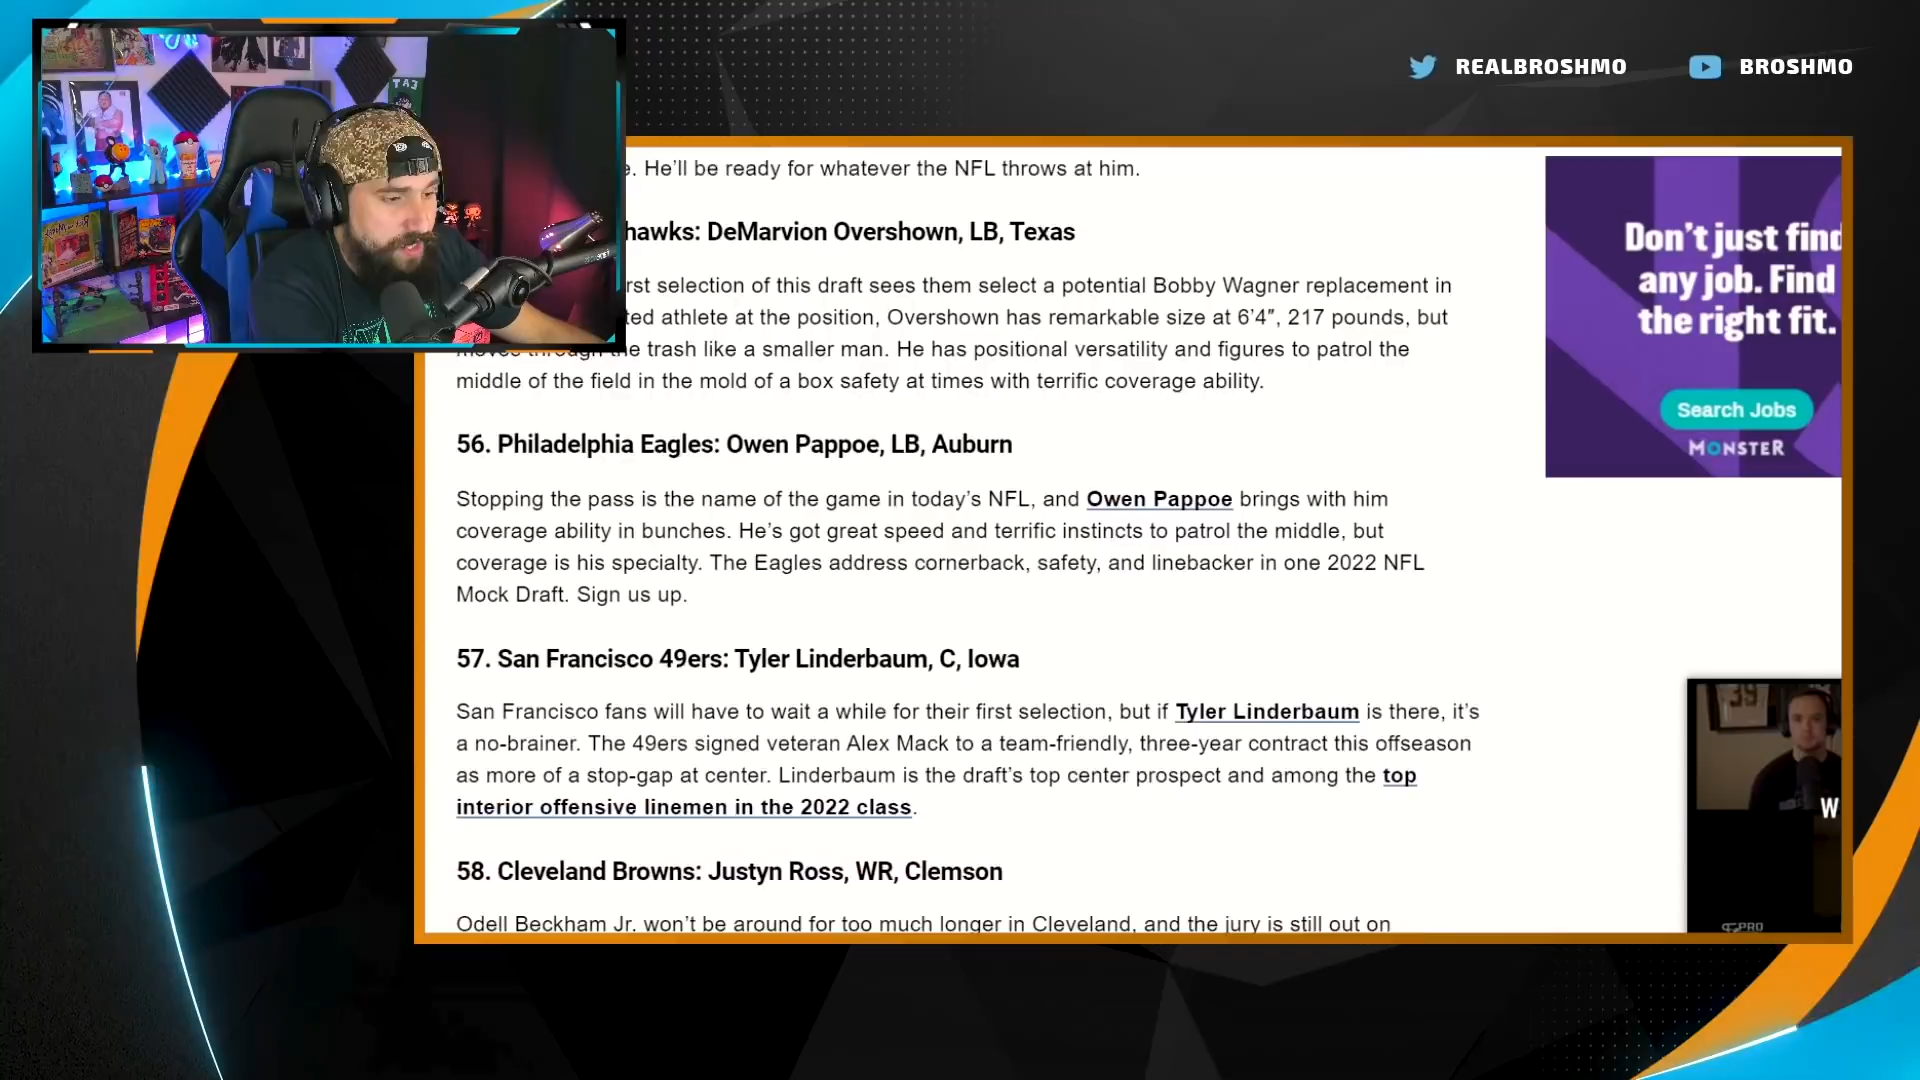 REALBROSHMO
BROSHMO
e. He'll be ready for whatever the NFL throws at him.
hawks: DeMarvion Overshown, LB, Texas
rst selection of this draft sees them select a potential Bobby Wagner replacement in
ted athlete at the position, Overshown has remarkable size at 6'4", 217 pounds, but
moves through the trash like a smaller man. He has positional versatility and figures to patrol the
middle of the field in the mold of a box safety at times with terrific coverage ability.
56. Philadelphia Eagles: Owen Pappoe, LB, Auburn
Stopping the pass is the name of the game in today's NFL, and Owen Pappoe brings with him
coverage ability in bunches. He's got great speed and terrific instincts to patrol the middle, but
coverage is his specialty. The Eagles address cornerback, safety, and linebacker in one 2022 NFL
Mock Draft. Sign us up.
57. San Francisco 49ers: Tyler Linderbaum, C, Iowa
San Francisco fans will have to wait a while for their first selection, but if Tyler Linderbaum is there, it's
a no-brainer. The 49ers signed veteran Alex Mack to a team-friendly, three-year contract this offseason
as more of a stop-gap at center. Linderbaum is the draft's top center prospect and among the top
interior offensive linemen in the 2022 class.
58. Cleveland Browns: Justyn Ross, WR, Clemson
Odell Beckham Jr. won't be around for too much longer in Cleveland, and the jury is still out on
Don't just find
any job. Find
the right fit.
Search Jobs
MONSTER
39
W
PRO